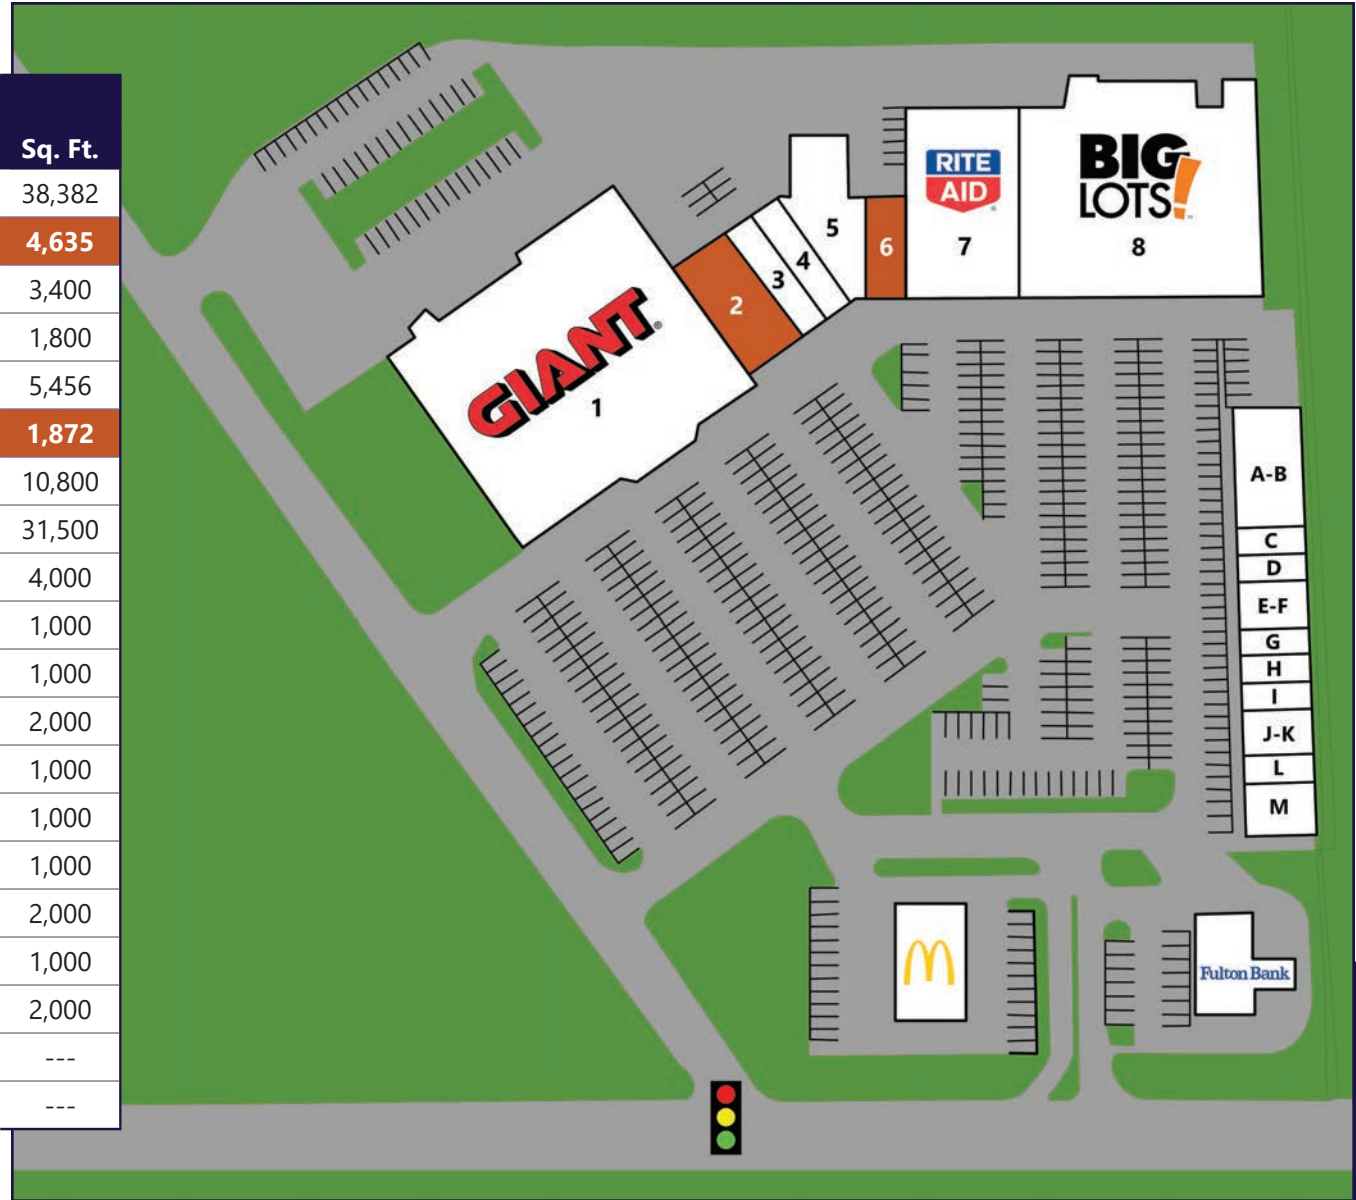 Sq. Ft.
38,382
4,635
3,400
1,800
5,456
1,872
10,800
31,500
4,000
1,000
1,000
2,000
1,000
1,000
1,000
2,000
1,000
2,000
---
---
GIANT®
1
2
3
4
5
6
RITE
AID®
7
BIG
LOTS!™
8
A-B
C
D
E-F
G
H
I
J-K
L
M
Fulton Bank